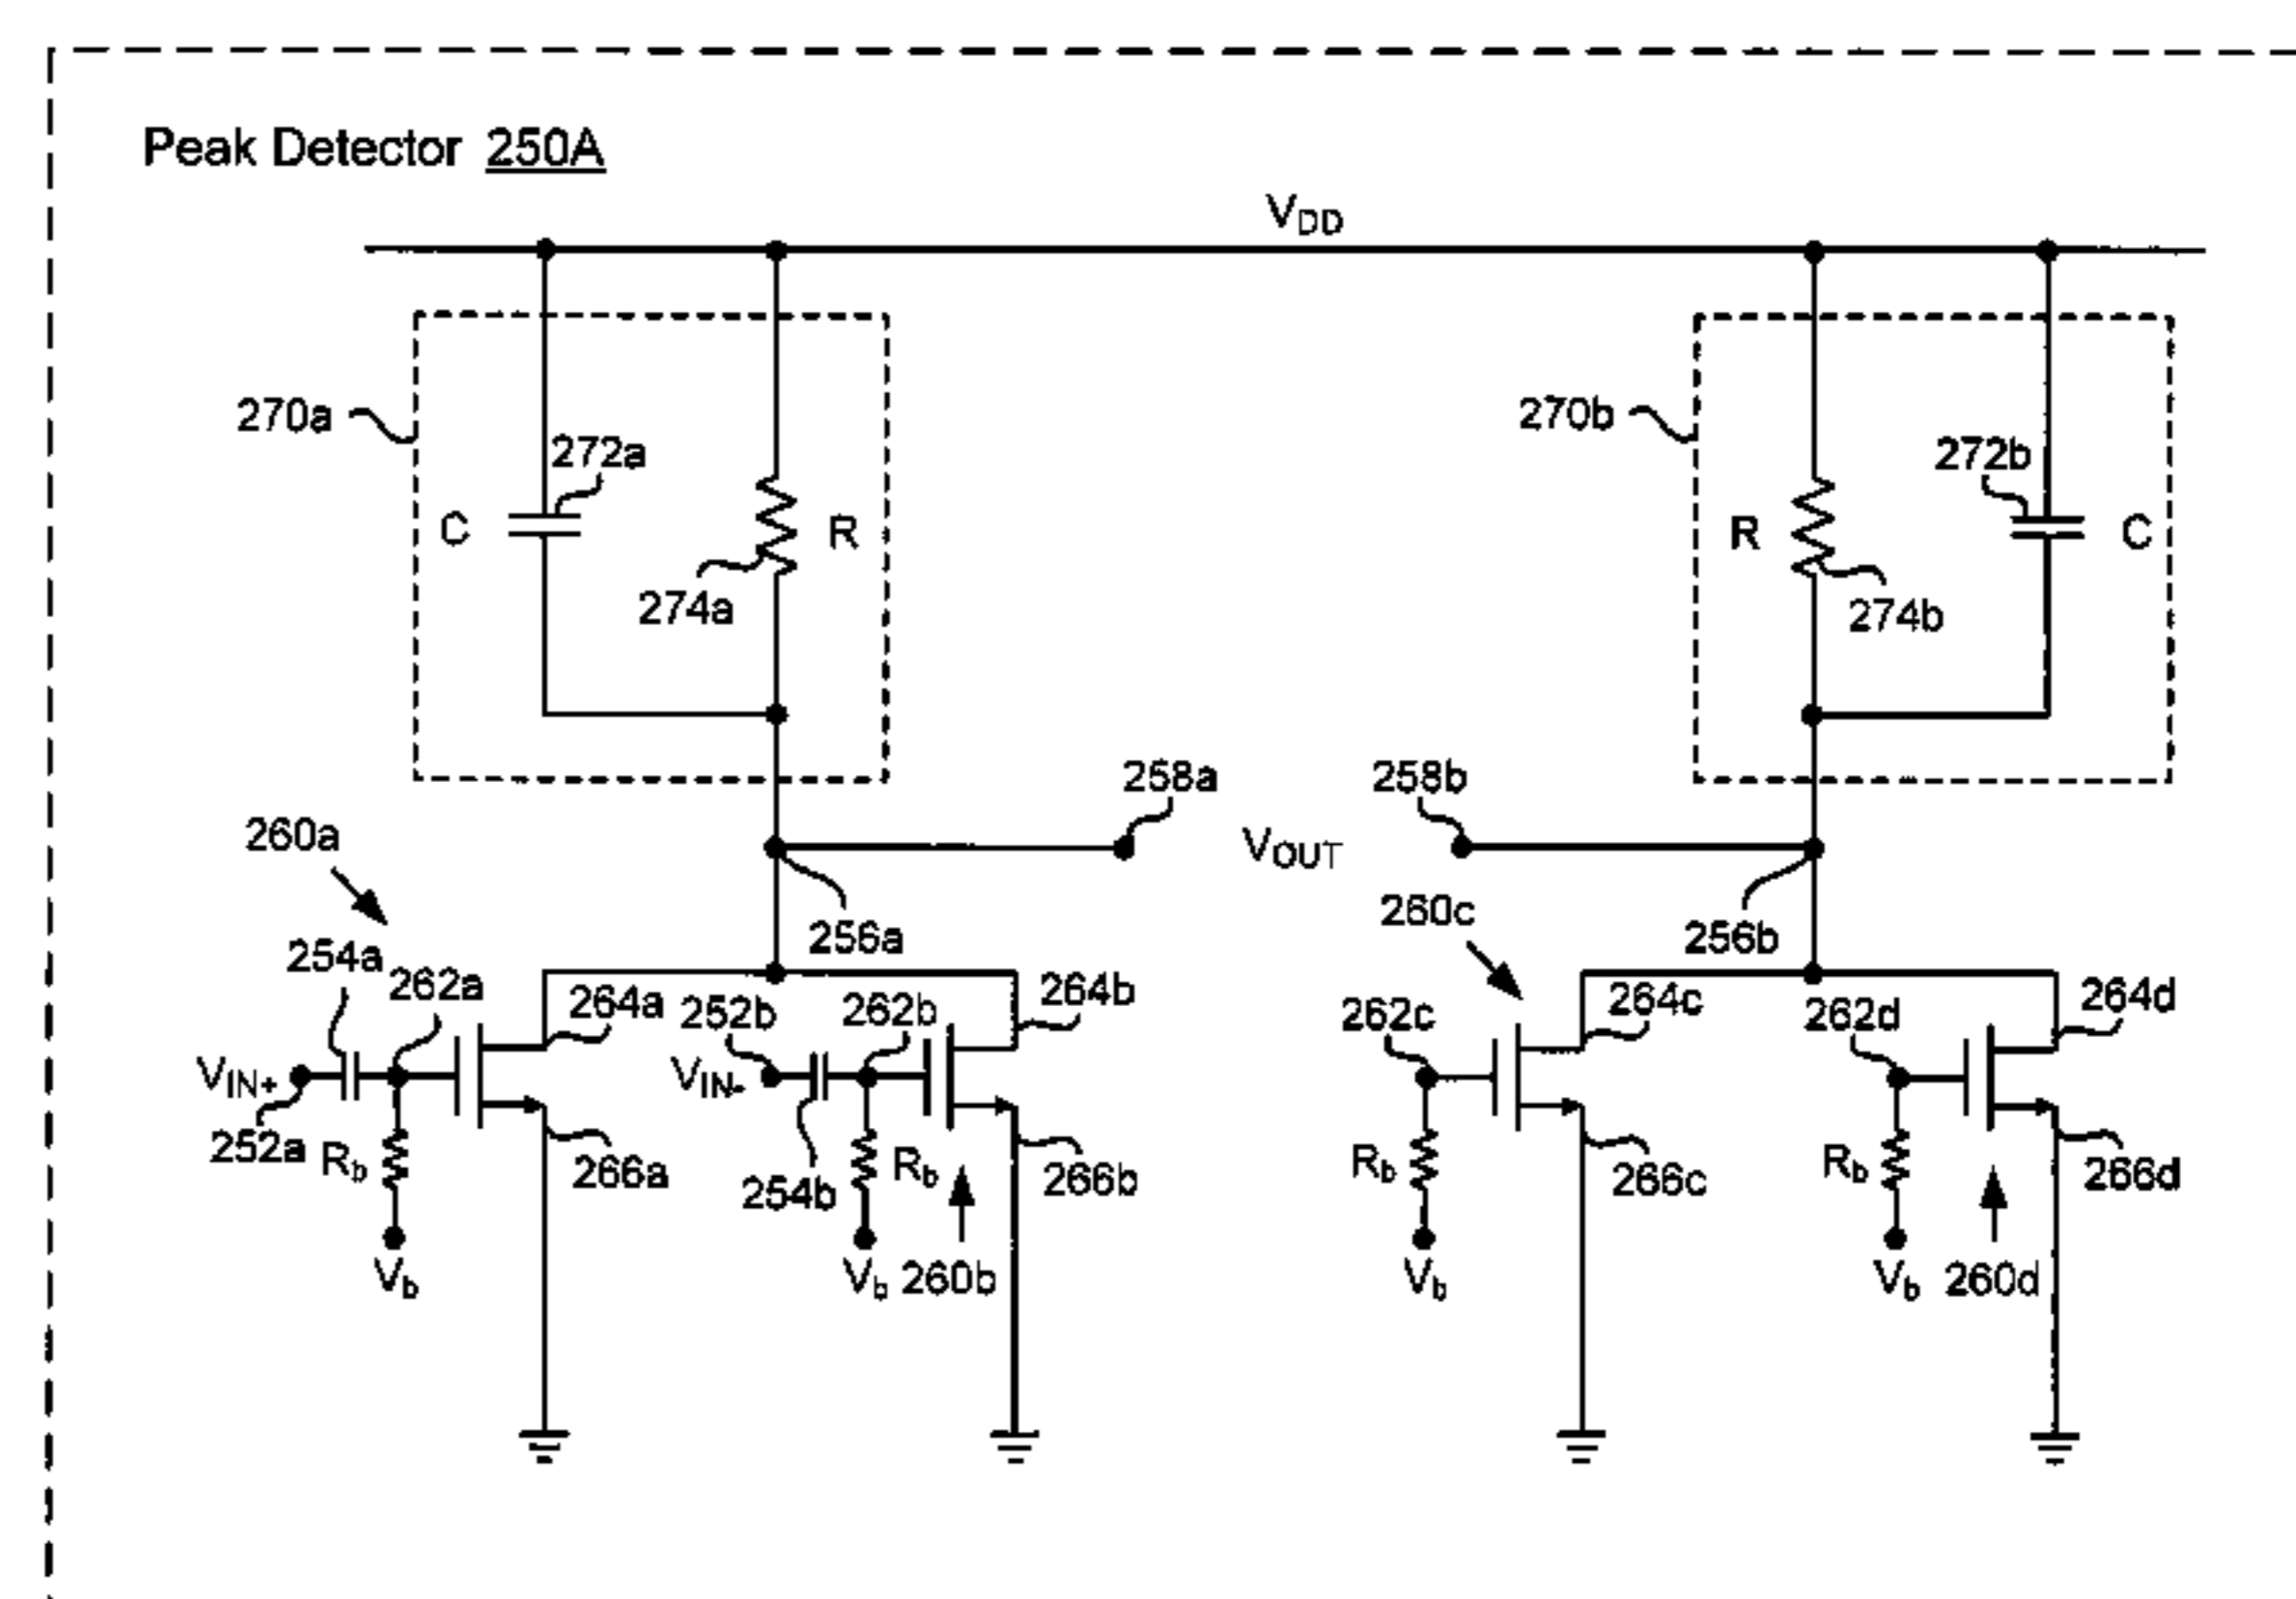 Peak Detector 250A
VDD
270a
272a
C
R
274a
270b
272b
R
C
274b
258a
258b
VOUT
260a
256a
260c
256b
254a
262a
264a
252b
262b
264b
262c
264c
262d
264d
VIN+
VIN-
252a
Rb
266a
254b
Rb
266b
Rb
266c
Rb
266d
Vb
Vb
260b
Vb
Vb
260d